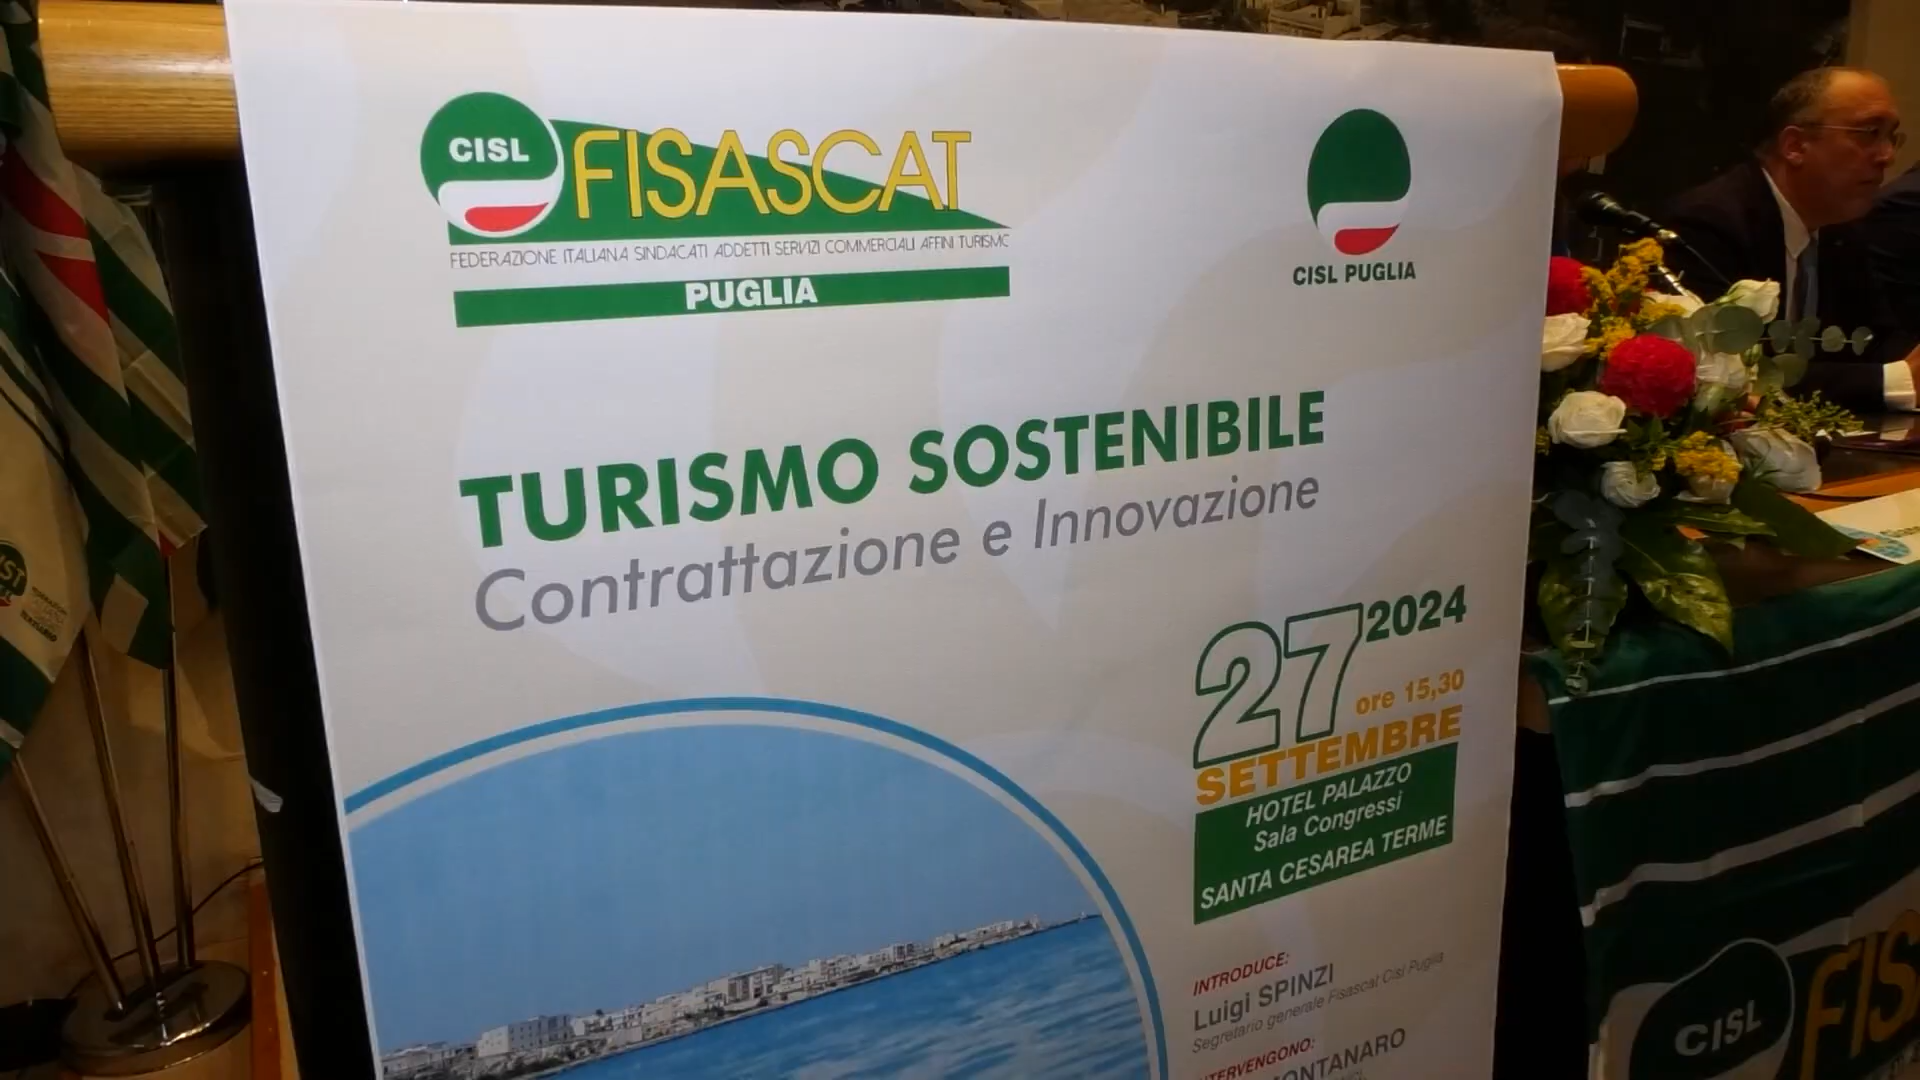 CISL
FISASCAT
FEDERAZIONE ITALIANA SINDACATI ADDETTI SERVIZI COMMERCIALI AFFINI TURISMO
PUGLIA
CISL PUGLIA
TURISMO SOSTENIBILE
Contrattazione e Innovazione
27 2024
ore 15,30
SETTEMBRE
HOTEL PALAZZO
Sala Congressi
SANTA CESAREA TERME
INTRODUCE:
Luigi SPINZI
Segretario generale Fisascat Cisl Puglia
CISL
FIS